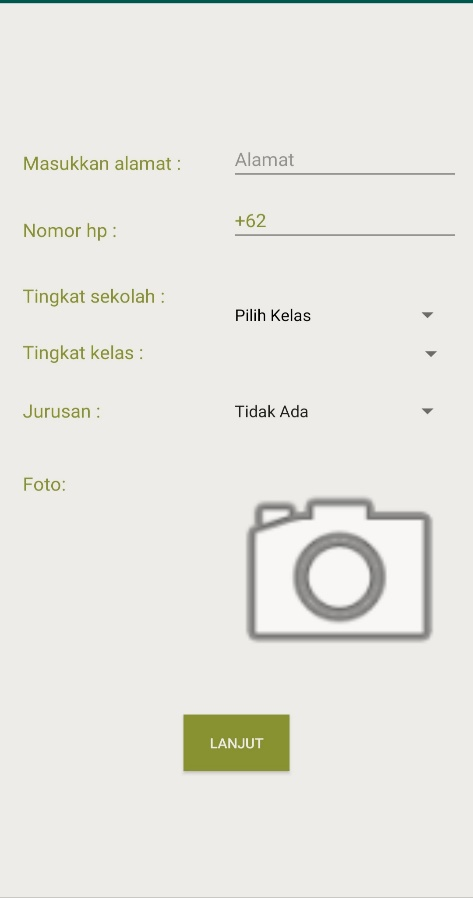 Masukkan alamat :
Alamat
Nomor hp :
+62
Tingkat sekolah :
Pilih Kelas
Tingkat kelas :
Jurusan :
Tidak Ada
Foto:
LANJUT